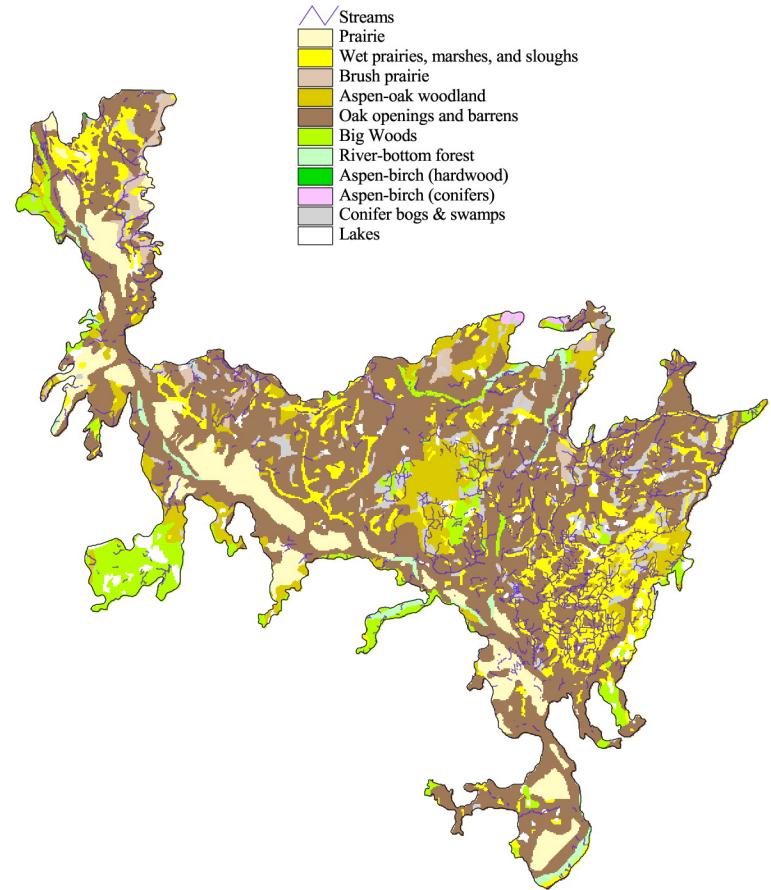 Streams
Prairie
Wet prairies, marshes, and sloughs
Brush prairie
Aspen-oak woodland
Oak openings and barrens
Big Woods
River-bottom forest
Aspen-birch (hardwood)
Aspen-birch (conifers)
Conifer bogs & swamps
Lakes